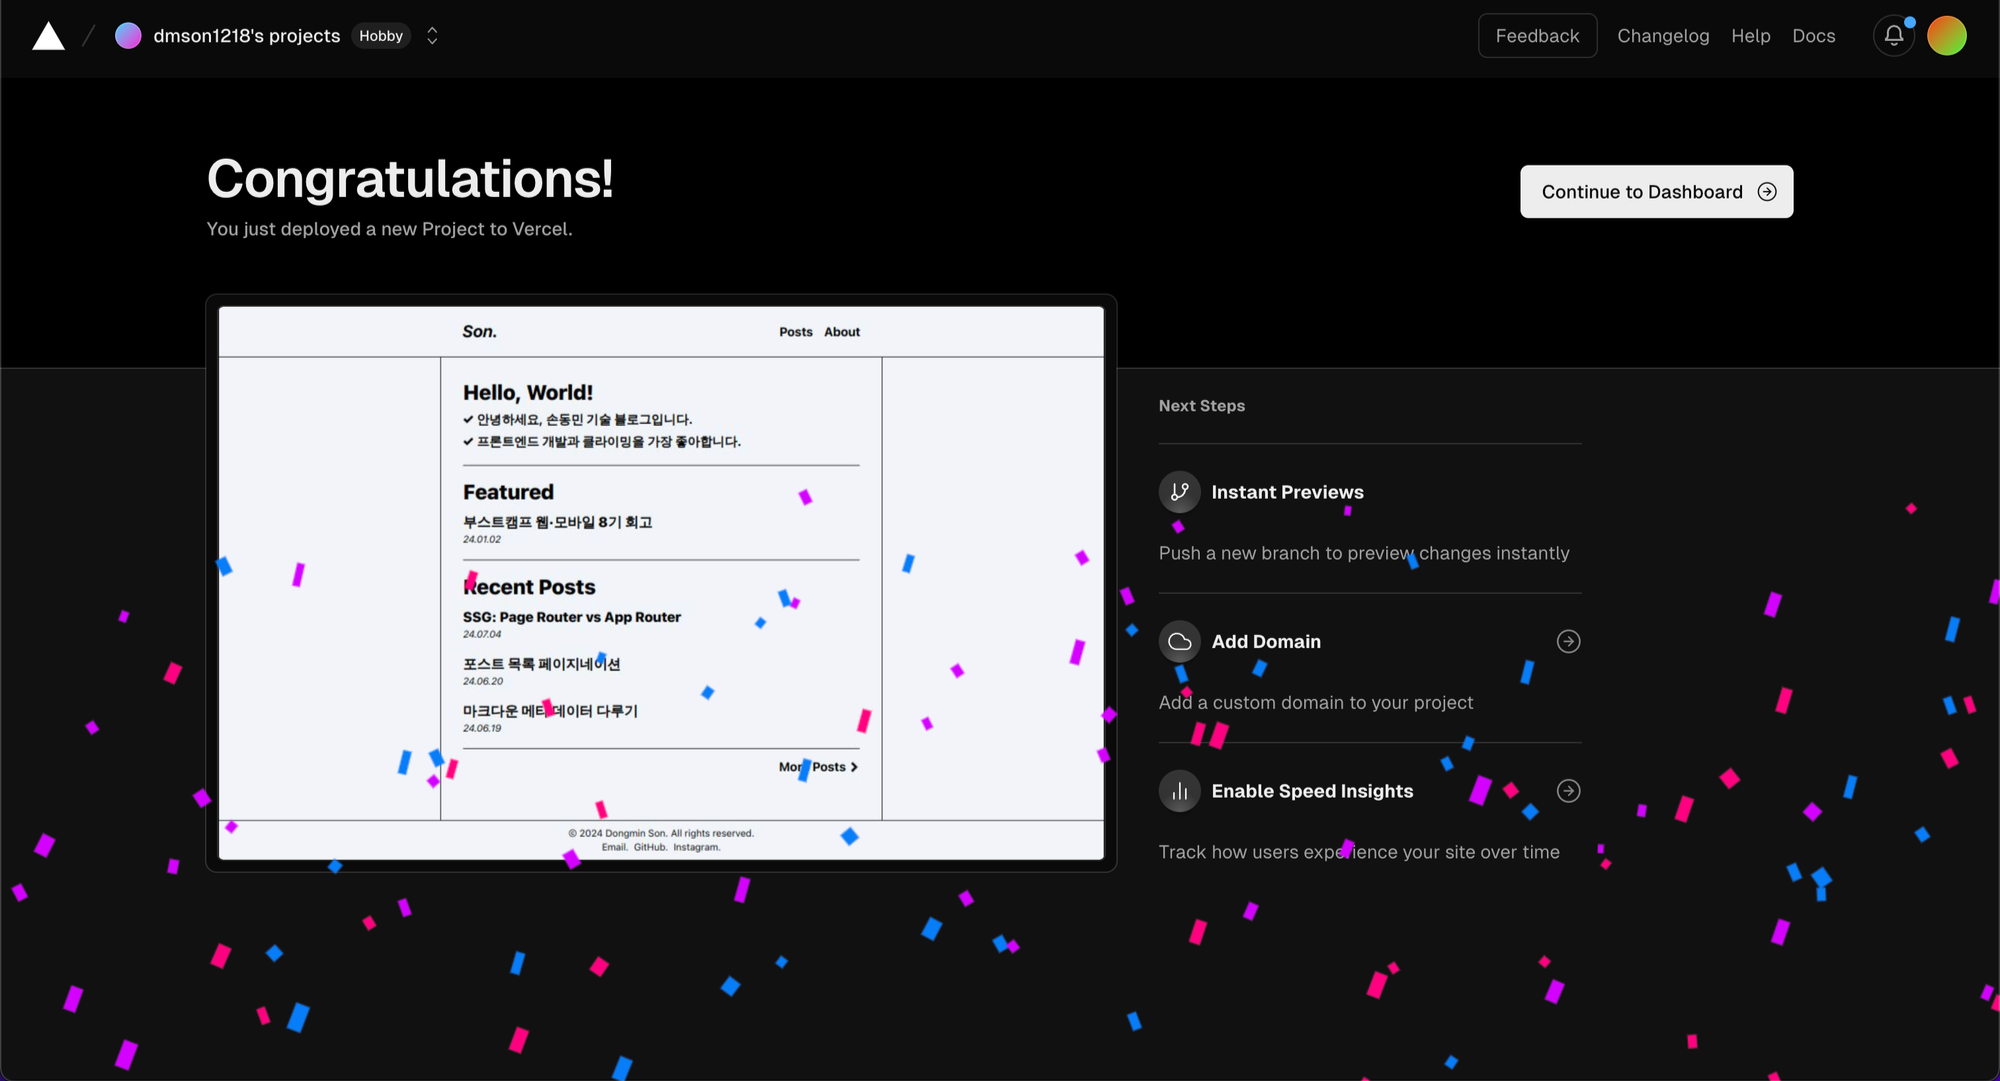 dmson1218's projects Hobby
Feedback Changelog Help Docs
Congratulations!
You just deployed a new Project to Vercel.
Continue to Dashboard
Son. Posts About
Hello, World!
안녕하세요, 손동민 기술 블로그입니다.
프론트엔드 개발과 클라이밍을 가장 좋아합니다.
Featured
부스트캠프 웹·모바일 8기 회고
24.01.02
Recent Posts
SSG: Page Router vs App Router
24.07.04
포스트 목록 페이지네이션
24.06.20
마크다운 메타 데이터 다루기
24.06.19
More Posts
© 2024 Dongmin Son. All rights reserved.
Email. GitHub. Instagram.
Next Steps
Instant Previews
Push a new branch to preview changes instantly
Add Domain
Add a custom domain to your project
Enable Speed Insights
Track how users experience your site over time